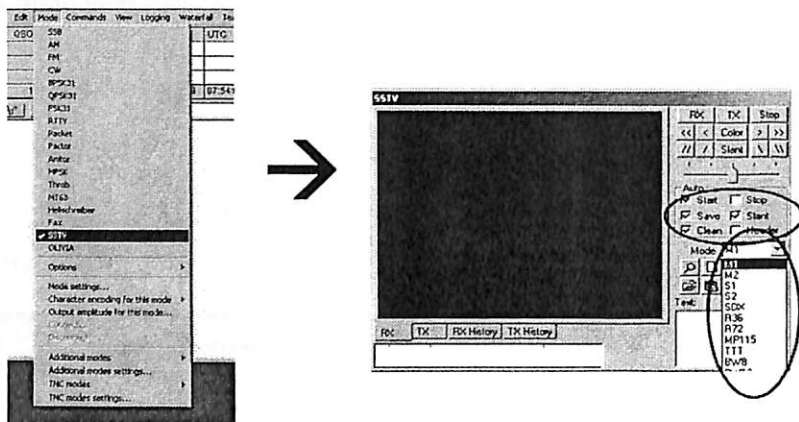 Edit Mode Commands View Logging Waterfall
QSO
UTC
SSB
AM
FM
CW
BPSK31
QPSK31
FSK31
RTTY
Packet
Pactor
Amtor
MFSK
Throb
MT63
Hellschreiber
Fax
SSTV
OLIVIA
Options
Mode settings...
Character encoding for this mode
Output amplitude for this mode...
Additional modes
Additional modes settings...
TNC modes
TNC modes settings...
SSTV
RX TX Stop
<< < Color > >>
// / Slant \ \\
Auto
Start Stop
Save Slant
Clean Header
Mode M1
M1
M2
S1
S2
SDX
R36
R72
MP115
TTT
BW8
Text:
RX TX RX History TX History